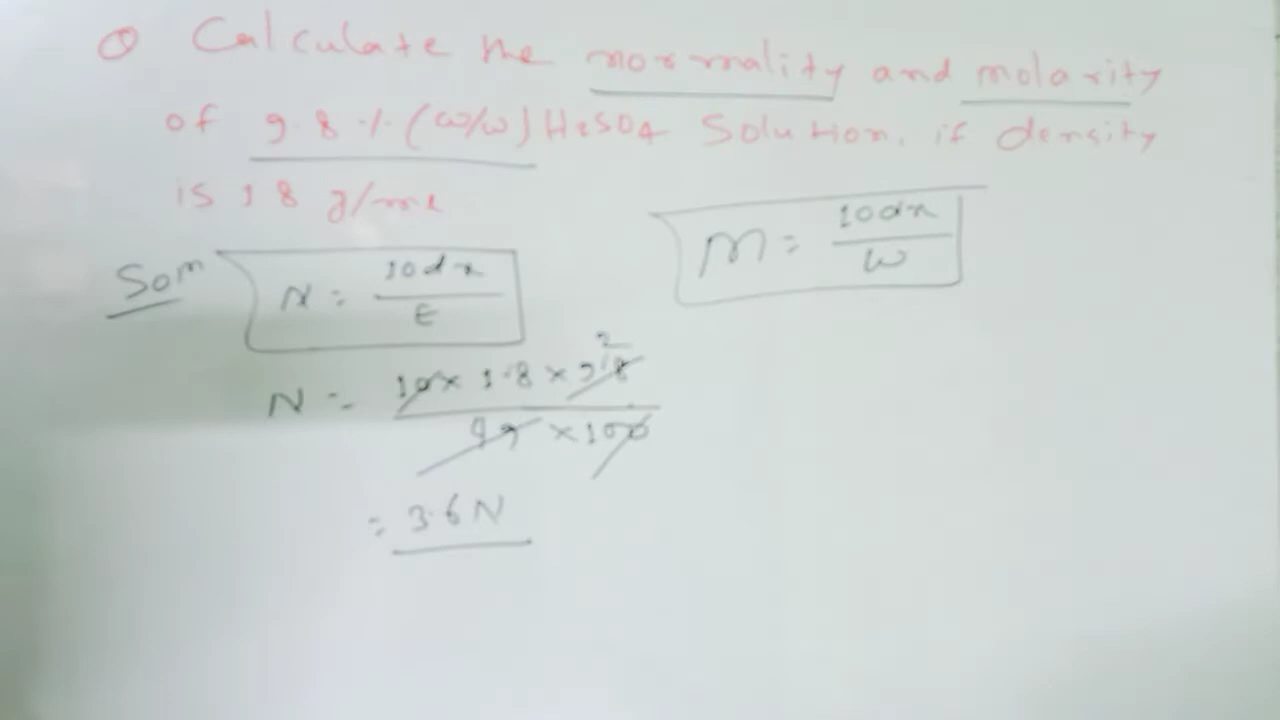 Calculate the normality and molarity
of 9.8 % (w/w) H2SO4 Solution. if density
is 1.8 g/ml
Soln N = 10dx / E
M = 10dx / W
N = 10 x 1.8 x 9.8 2 / 49 x 100
= 3.6 N